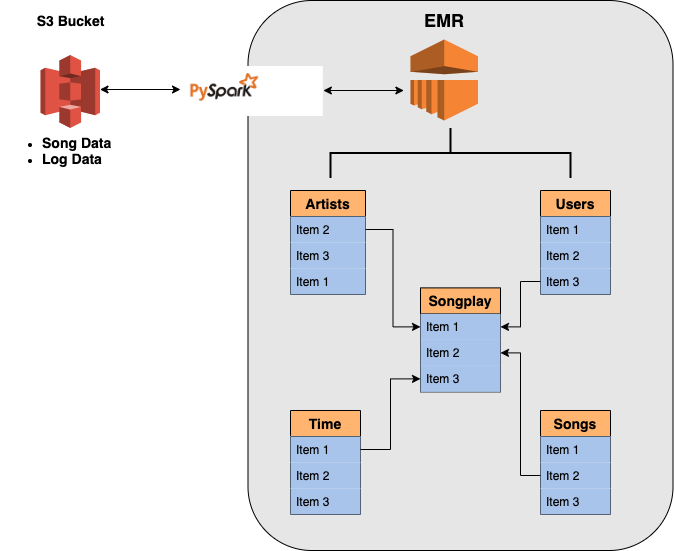 S3 Bucket
EMR
PySpark
• Song Data
• Log Data
Artists
Item 2
Item 3
Item 1
Users
Item 1
Item 2
Item 3
Songplay
Item 1
Item 2
Item 3
Time
Item 1
Item 2
Item 3
Songs
Item 1
Item 2
Item 3